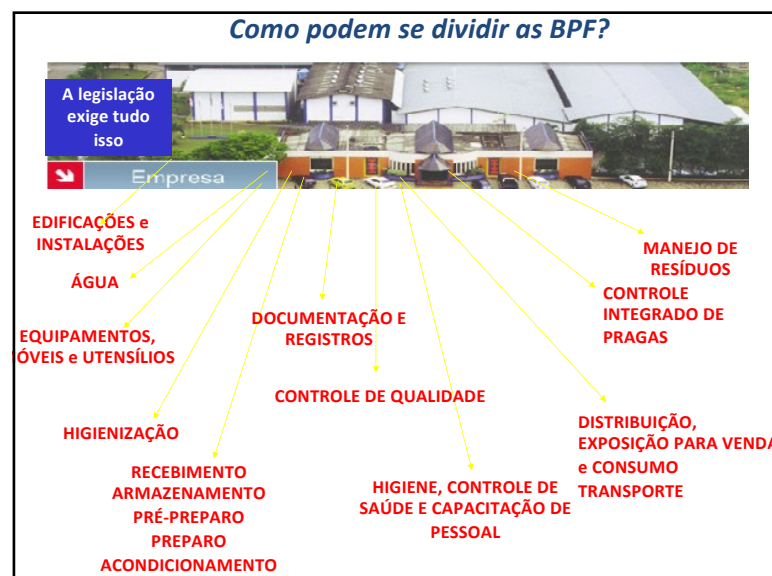 Como podem se dividir as BPF?
A legislação
exige tudo
isso
Empresa
EDIFICAÇÕES e
INSTALAÇÕES
ÁGUA
EQUIPAMENTOS,
ÓVEIS e UTENSÍLIOS
HIGIENIZAÇÃO
RECEBIMENTO
ARMAZENAMENTO
PRÉ-PREPARO
PREPARO
ACONDICIONAMENTO
DOCUMENTAÇÃO E
REGISTROS
CONTROLE DE QUALIDADE
HIGIENE, CONTROLE DE
SAÚDE E CAPACITAÇÃO DE
PESSOAL
MANEJO DE
RESÍDUOS
CONTROLE
INTEGRADO DE
PRAGAS
DISTRIBUIÇÃO,
EXPOSIÇÃO PARA VENDA
e CONSUMO
TRANSPORTE